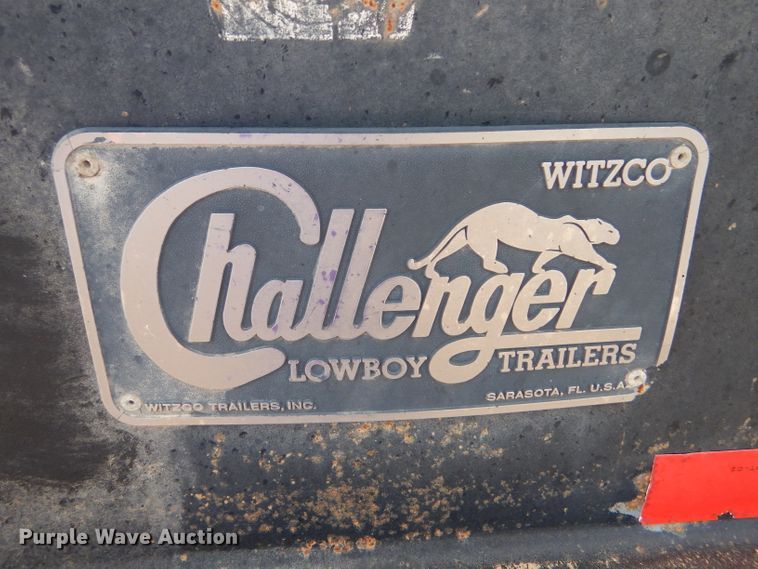 WITZCO
Challenger
LOWBOY TRAILERS
WITZCO TRAILERS, INC.
SARASOTA, FL. U.S.A.
Purple Wave Auction